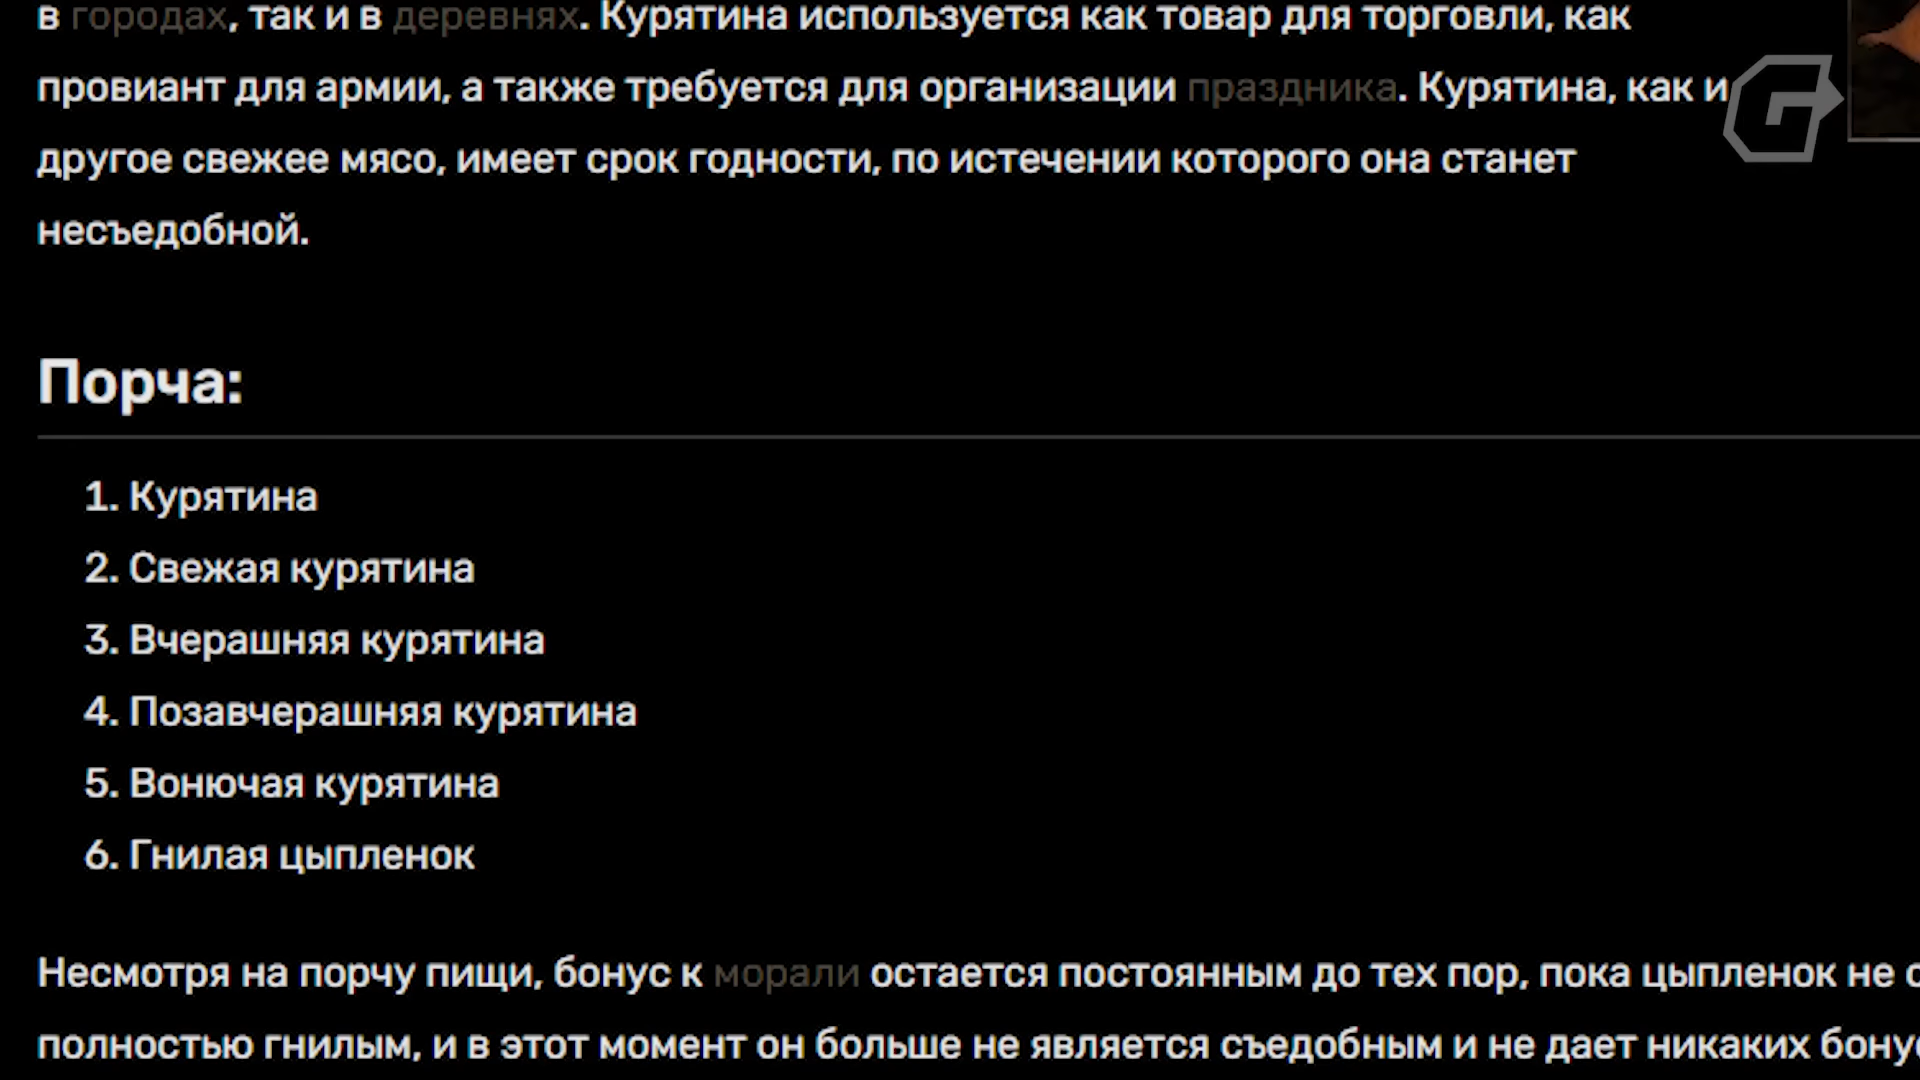 в городах, так и в деревнях. Курятина используется как товар для торговли, как
провиант для армии, а также требуется для организации праздника. Курятина, как и
другое свежее мясо, имеет срок годности, по истечении которого она станет
несъедобной.
Порча:
1. Курятина
2. Свежая курятина
3. Вчерашняя курятина
4. Позавчерашняя курятина
5. Вонючая курятина
6. Гнилая цыпленок
Несмотря на порчу пищи, бонус к морали остается постоянным до тех пор, пока цыпленок не
полностью гнилым, и в этот момент он больше не является съедобным и не дает никаких